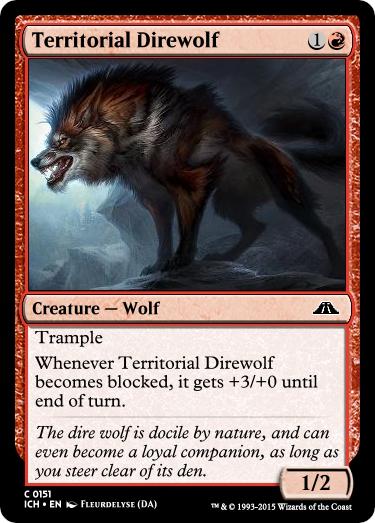 Territorial Direwolf 1
Creature — Wolf
Trample
Whenever Territorial Direwolf
becomes blocked, it gets +3/+0 until
end of turn.
The dire wolf is docile by nature, and can
even become a loyal companion, as long as
you steer clear of its den.
1/2
C 0151
ICH • EN Fleurdelyse (DA)
™ & © 1993-2015 Wizards of the Coast